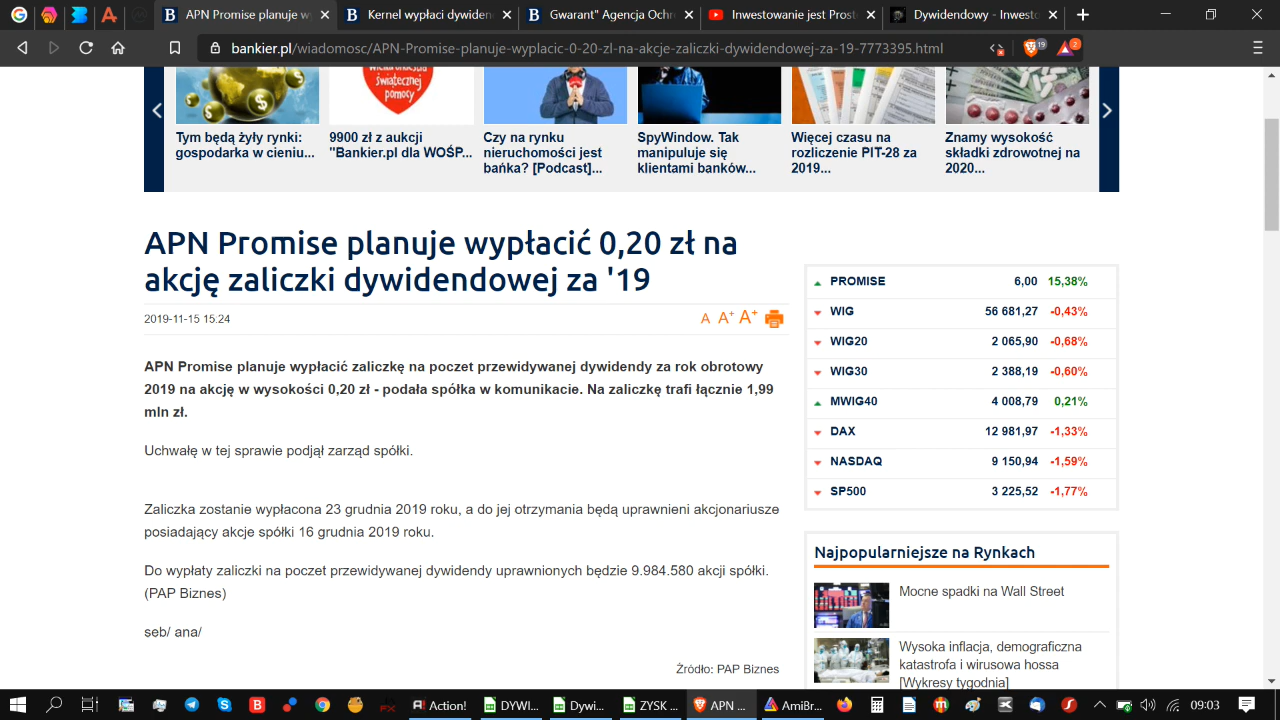 APN Promise planuje w
Kernel wypłaci dywiden
Gwarant" Agencja Ochr
Inwestowanie jest Prost
Dywidendowy - Inwesto
bankier.pl/wiadomosc/APN-Promise-planuje-wyplacic-0-20-zl-na-akcje-zaliczki-dywidendowej-za-19-7773395.html
19
2
świątecznej
pomocy
Tym będą żyły rynki:
gospodarka w cieniu...
9900 zł z aukcji
"Bankier.pl dla WOŚP...
Czy na rynku
nieruchomości jest
bańka? [Podcast]...
SpyWindow. Tak
manipuluje się
klientami banków...
Więcej czasu na
rozliczenie PIT-28 za
2019...
Znamy wysokość
składki zdrowotnej na
2020...
APN Promise planuje wypłacić 0,20 zł na
akcję zaliczki dywidendowej za '19
2019-11-15 15.24
A A+ A+
APN Promise planuje wypłacić zaliczkę na poczet przewidywanej dywidendy za rok obrotowy
2019 na akcję w wysokości 0,20 zł - podała spółka w komunikacie. Na zaliczkę trafi łącznie 1,99
mln zł.
Uchwałę w tej sprawie podjął zarząd spółki.
Zaliczka zostanie wypłacona 23 grudnia 2019 roku, a do jej otrzymania będą uprawnieni akcjonariusze
posiadający akcje spółki 16 grudnia 2019 roku.
Do wypłaty zaliczki na poczet przewidywanej dywidendy uprawnionych będzie 9.984.580 akcji spółki.
(PAP Biznes)
seb/ ana/
Źródło: PAP Biznes
PROMISE 6,00 15,38%
WIG 56 681,27 -0,43%
WIG20 2 065,90 -0,68%
WIG30 2 388,19 -0,60%
MWIG40 4 008,79 0,21%
DAX 12 981,97 -1,33%
NASDAQ 9 150,94 -1,59%
SP500 3 225,52 -1,77%
Najpopularniejsze na Rynkach
Mocne spadki na Wall Street
Wysoka inflacja, demograficzna
katastrofa i wirusowa hossa
[Wykresy tygodnia]
Action!
DYWI...
Dywi...
ZYSK ...
APN ...
AmiBr...
09:03